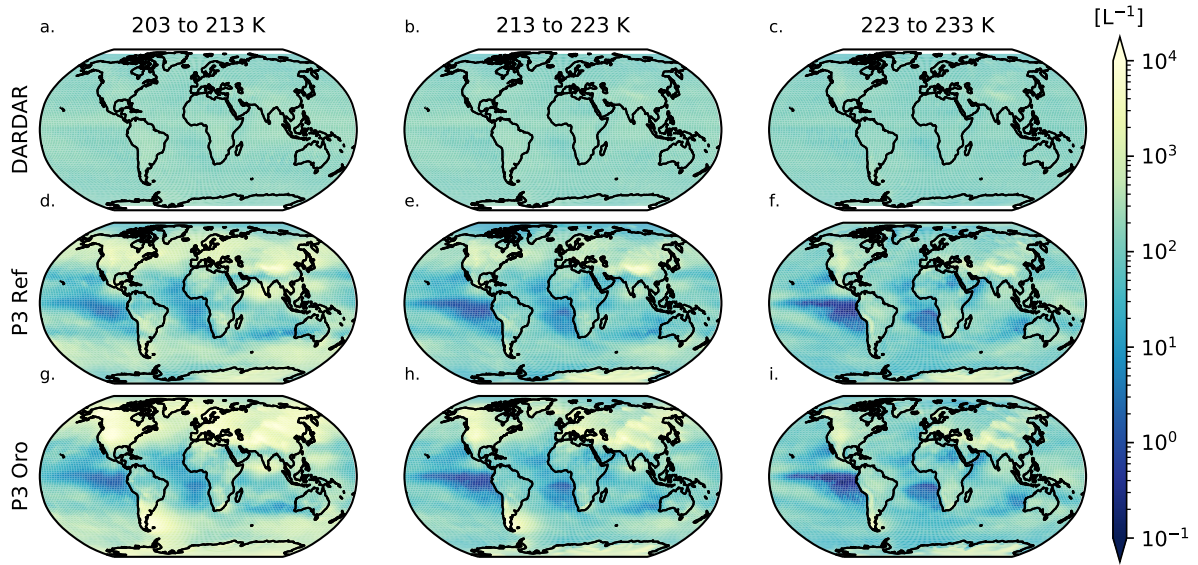 a. 203 to 213 K
b. 213 to 223 K
c. 223 to 233 K
[L⁻¹]
DARDAR
d.
e.
f.
P3 Ref
g.
h.
i.
P3 Oro
10⁴
10³
10²
10¹
10⁰
10⁻¹